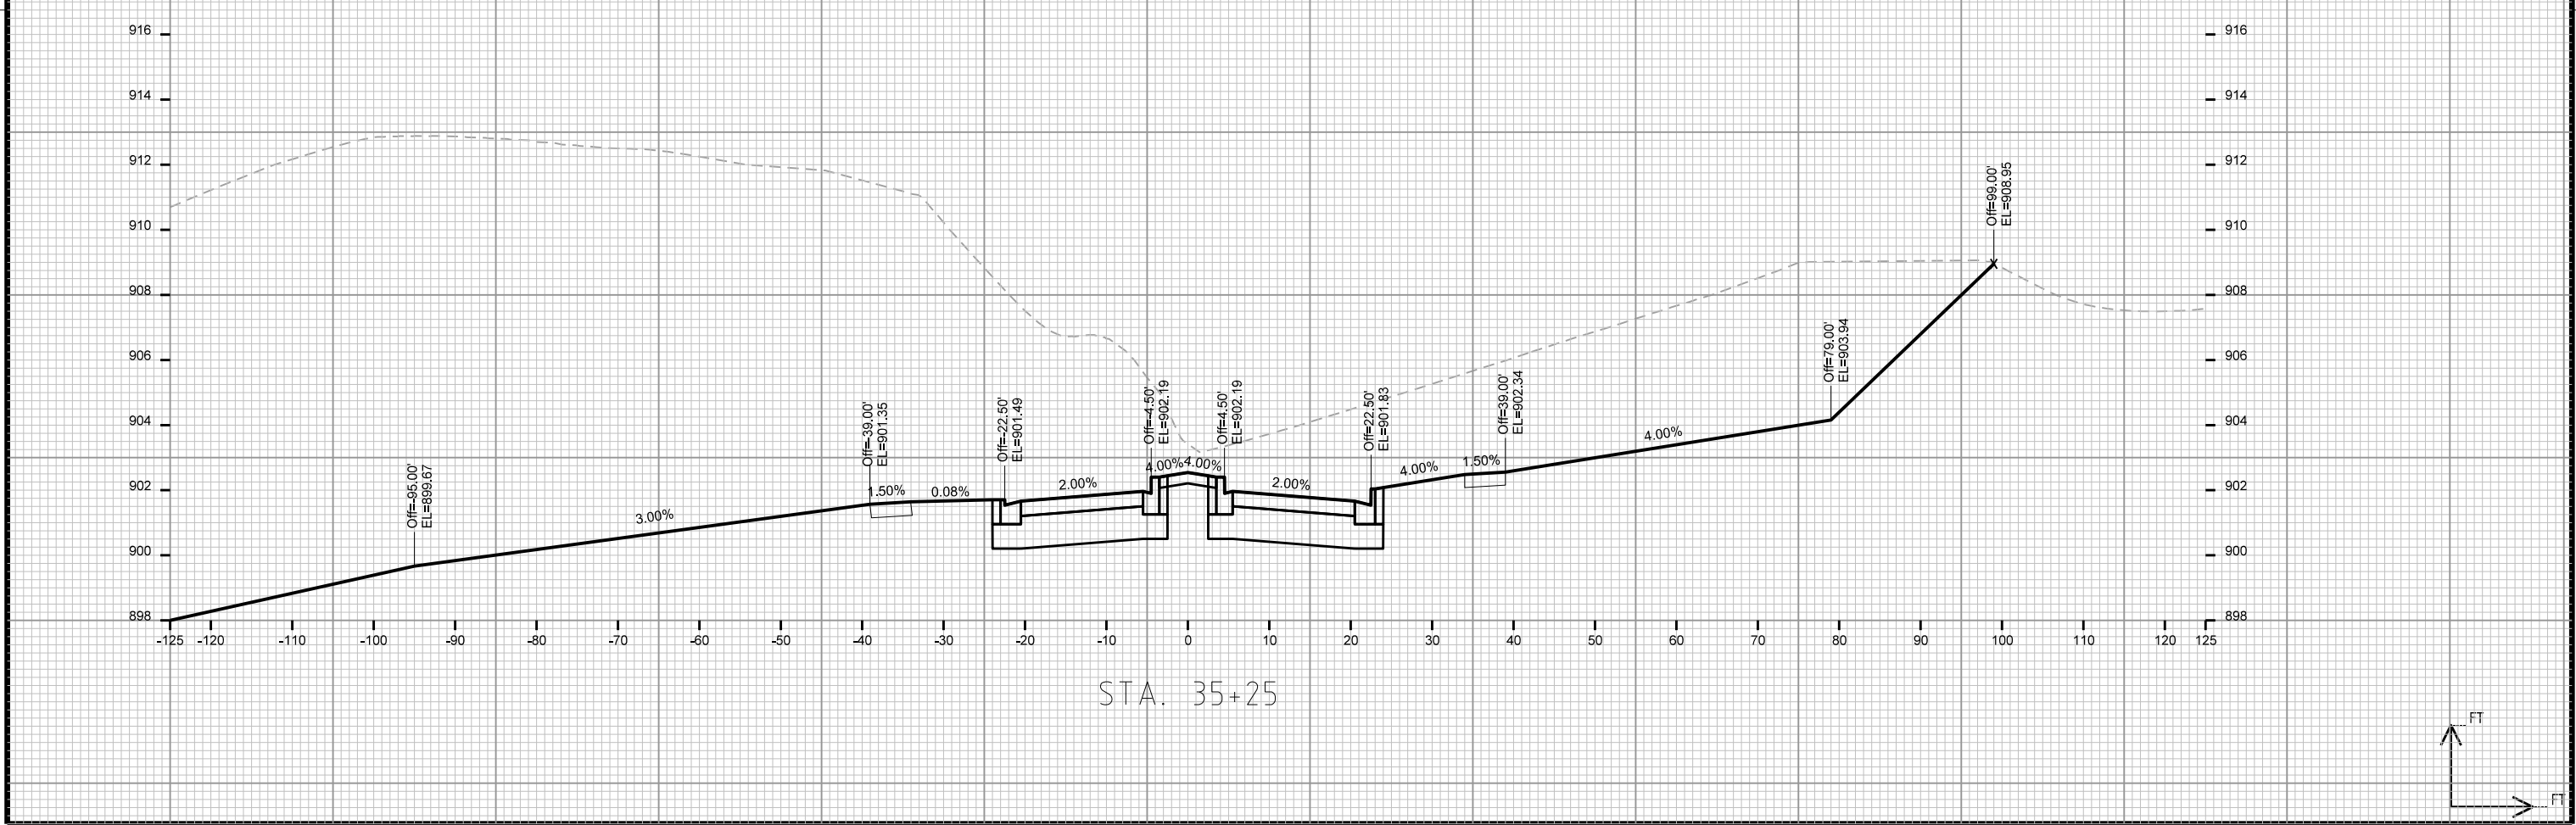 916
916
914
914
912
912
910
910
908
908
906
906
904
904
902
902
900
900
898
898
Off=-95.00'
EL=899.67
Off=-39.00'
EL=901.35
Off=-22.50'
EL=901.49
Off=-4.50'
EL=902.19
Off=4.50'
EL=902.19
Off=22.50'
EL=901.83
Off=39.00'
EL=902.34
Off=79.00'
EL=903.94
Off=99.00'
EL=908.95
3.00%
1.50%
0.08%
2.00%
4.00%
4.00%
2.00%
4.00%
1.50%
4.00%
-125 -120 -110 -100 -90 -80 -70 -60 -50 -40 -30 -20 -10 0 10 20 30 40 50 60 70 80 90 100 110 120 125
STA. 35+25
FT
FT